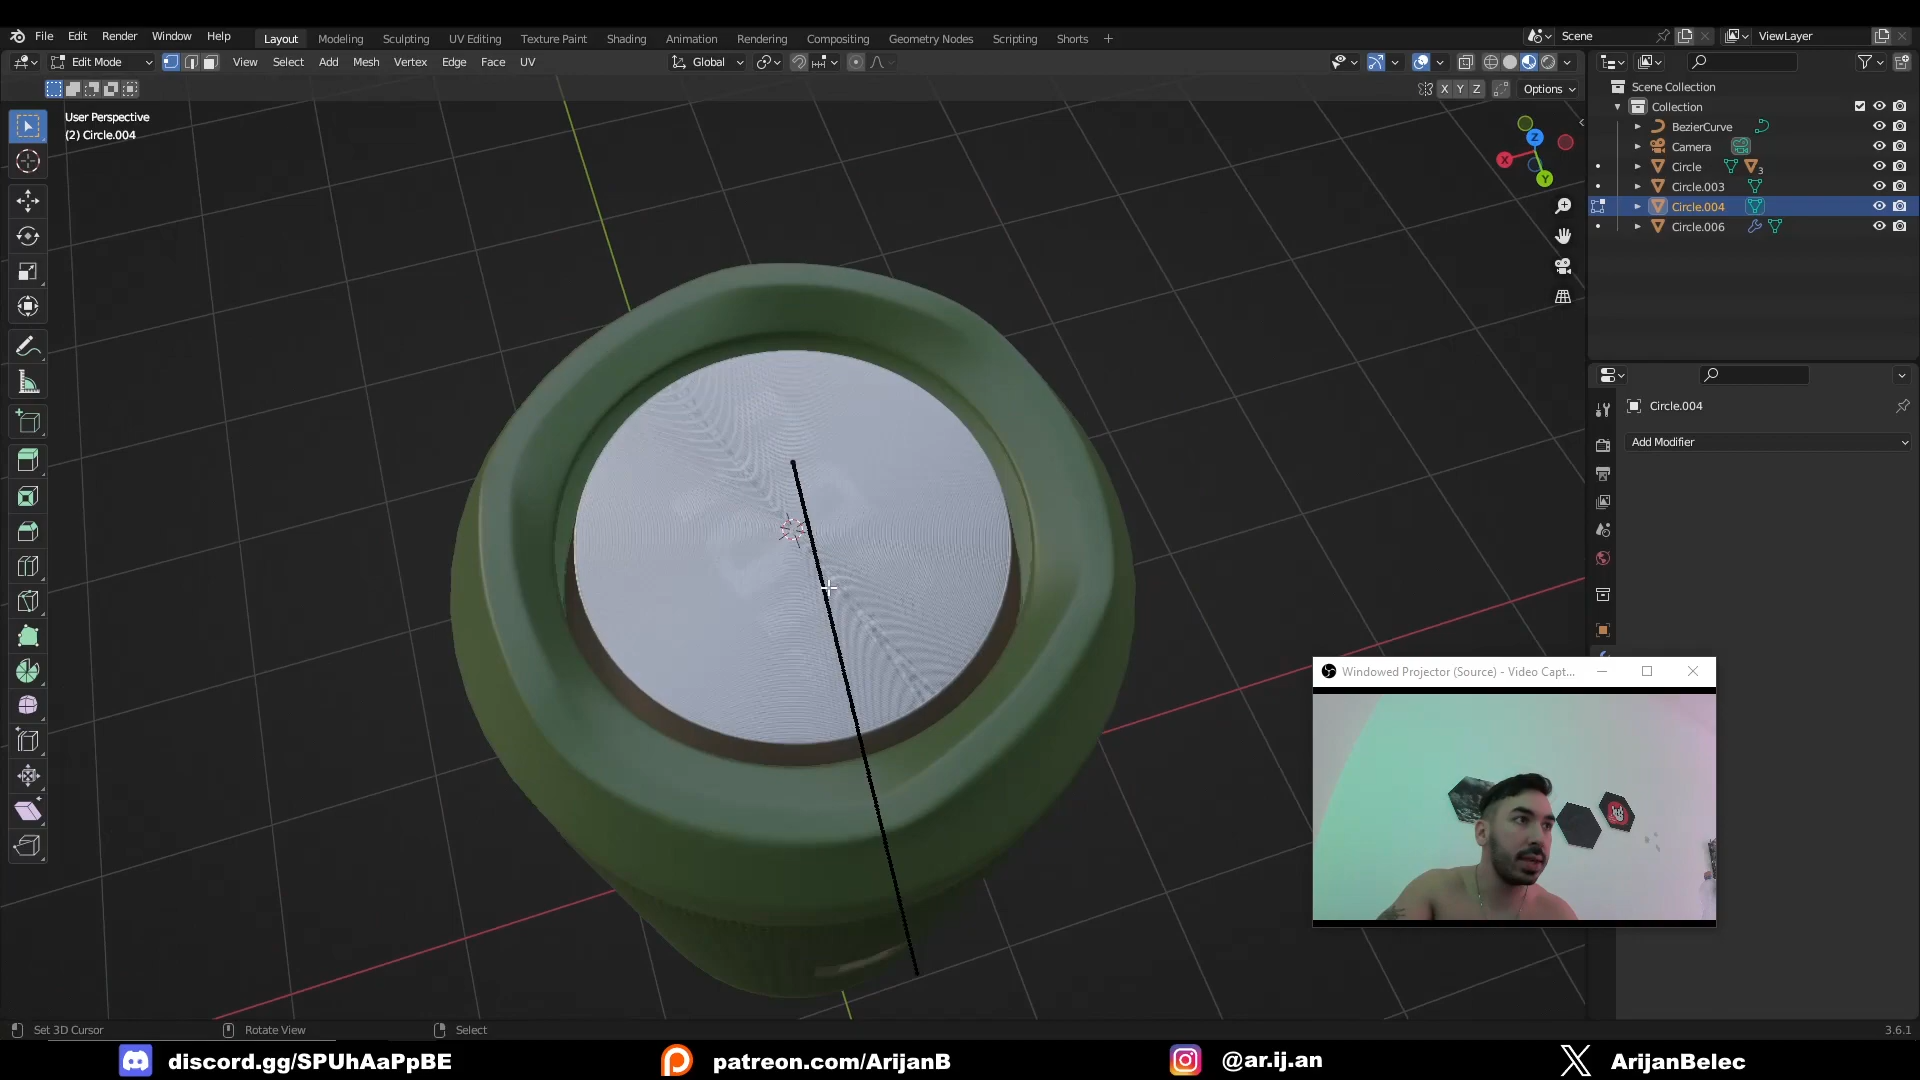 File Edit Render Window Help Layout Modeling Sculpting UV Editing Texture Paint Shading Animation Rendering Compositing Geometry Nodes Scripting Shorts + Scene ViewLayer
Edit Mode View Select Add Mesh Vertex Edge Face UV Global
X Y Z Options
User Perspective
(2) Circle.004
Scene Collection
Collection
BezierCurve
Camera
Circle 3
Circle.003
Circle.004
Circle.006
X Y Z
Circle.004
Add Modifier
Windowed Projector (Source) - Video Capt...
Set 3D Cursor Rotate View Select 3.6.1
discord.gg/SPUhAaPpBE patreon.com/ArijanB @ar.ij.an ArijanBelec